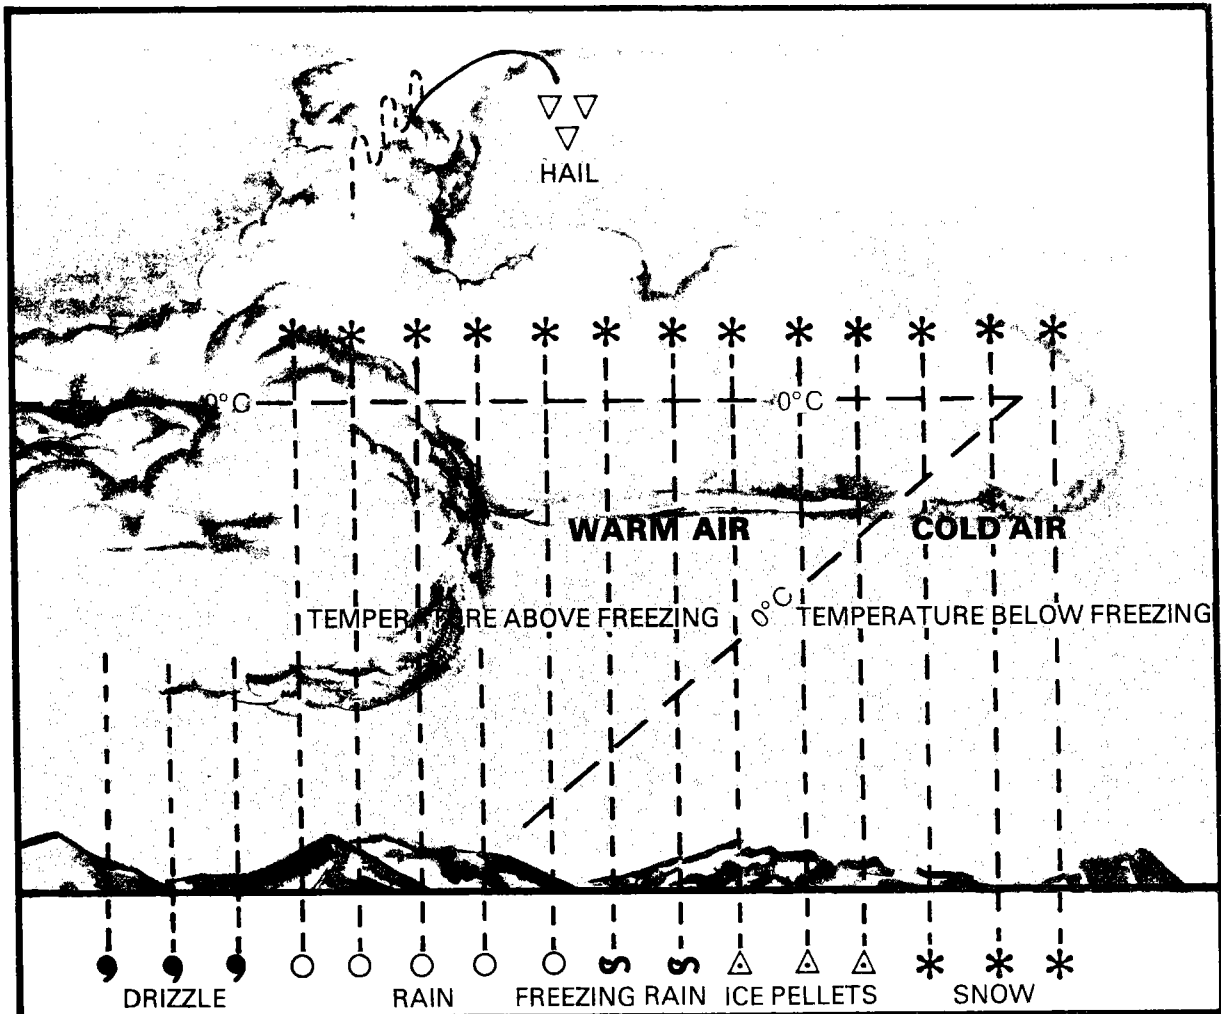 HAIL
0°C
0°C
WARM AIR
COLD AIR
TEMPERATURE ABOVE FREEZING
0°C
TEMPERATURE BELOW FREEZING
DRIZZLE
RAIN
FREEZING RAIN
ICE PELLETS
SNOW